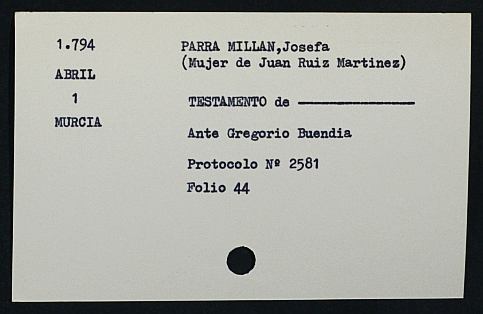 1.794
ABRIL
1
MURCIA
PARRA MILLAN,Josefa
(Mujer de Juan Ruiz Martinez)
TESTAMENTO de ————————
Ante Gregorio Buendia
Protocolo Nº 2581
Folio 44